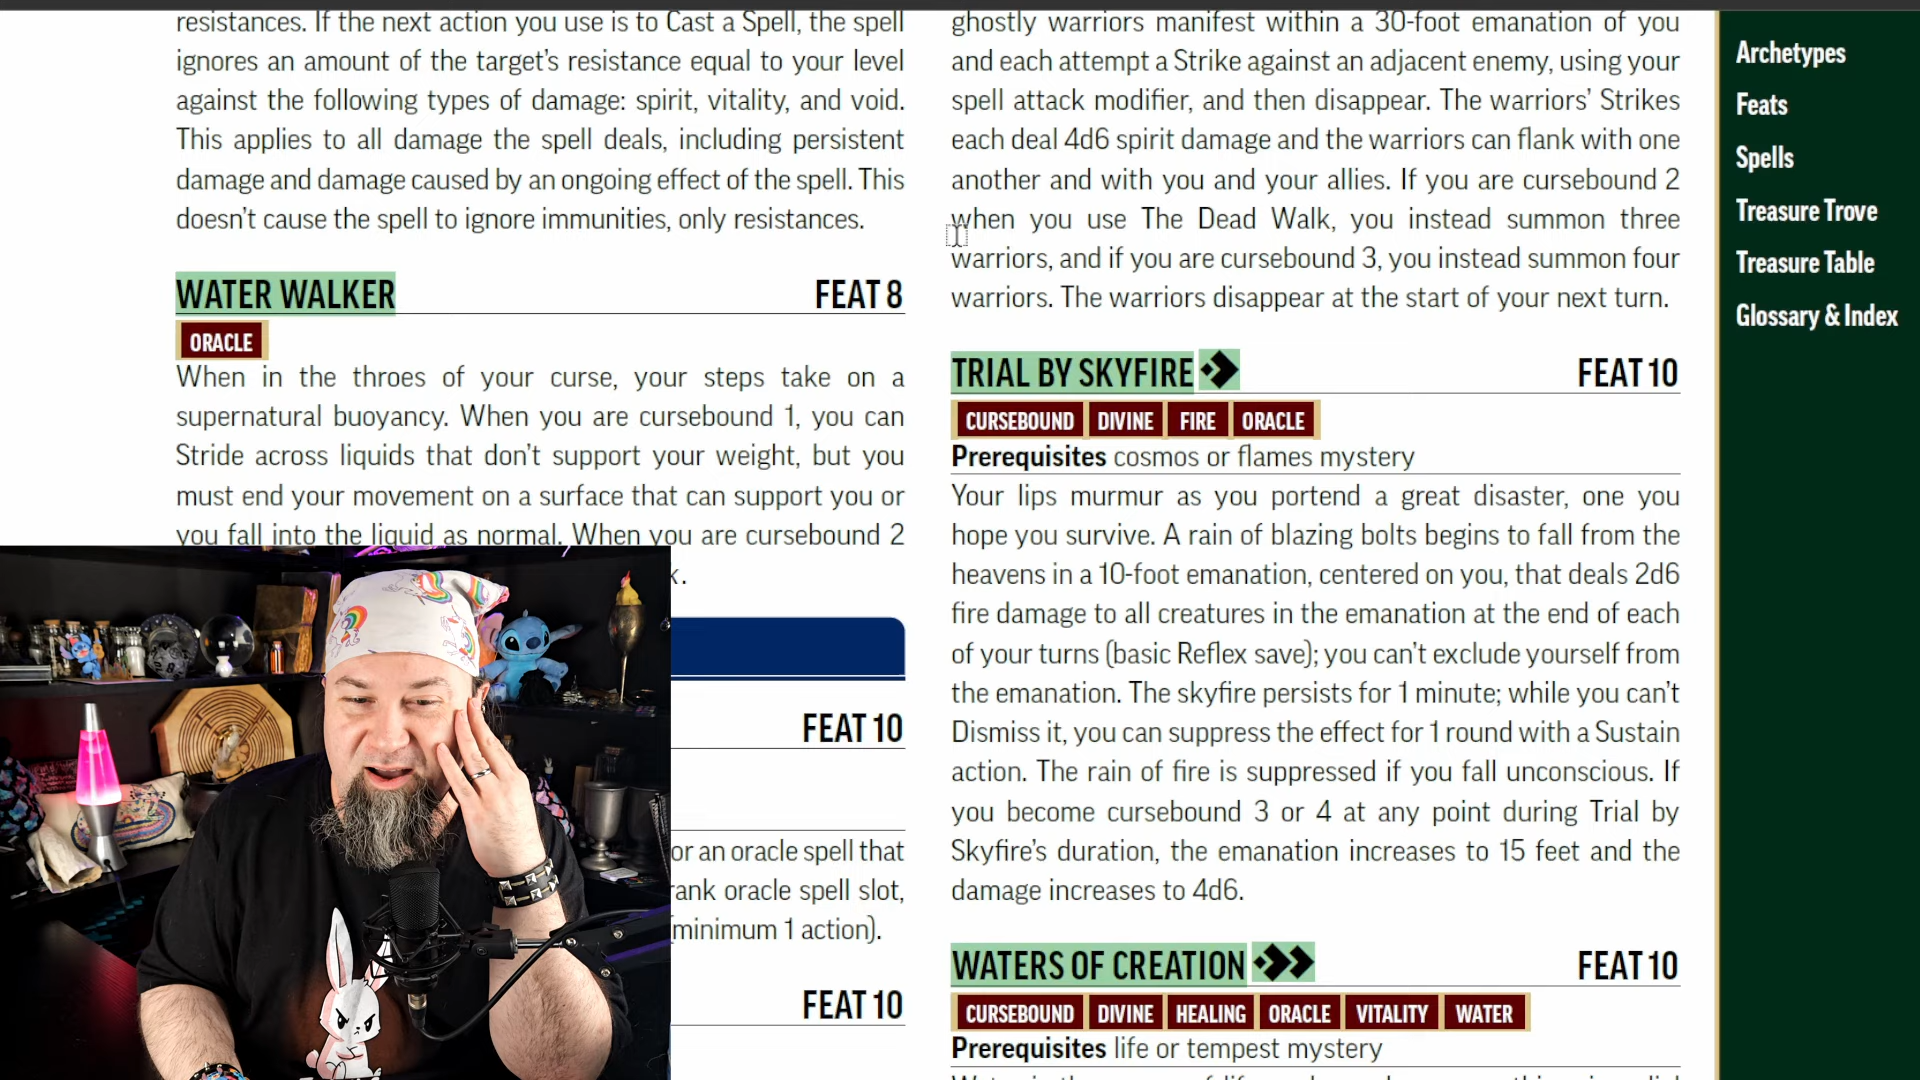 resistances. If the next action you use is to Cast a Spell, the spell
ignores an amount of the target's resistance equal to your level
against the following types of damage: spirit, vitality, and void.
This applies to all damage the spell deals, including persistent
damage and damage caused by an ongoing effect of the spell. This
doesn't cause the spell to ignore immunities, only resistances.
WATER WALKER FEAT 8
ORACLE
When in the throes of your curse, your steps take on a
supernatural buoyancy. When you are cursebound 1, you can
Stride across liquids that don't support your weight, but you
must end your movement on a surface that can support you or
you fall into the liquid as normal. When you are cursebound 2
FEAT 10
or an oracle spell that
rank oracle spell slot,
(minimum 1 action).
FEAT 10
ghostly warriors manifest within a 30-foot emanation of you
and each attempt a Strike against an adjacent enemy, using your
spell attack modifier, and then disappear. The warriors' Strikes
each deal 4d6 spirit damage and the warriors can flank with one
another and with you and your allies. If you are cursebound 2
when you use The Dead Walk, you instead summon three
warriors, and if you are cursebound 3, you instead summon four
warriors. The warriors disappear at the start of your next turn.
TRIAL BY SKYFIRE FEAT 10
CURSEBOUND DIVINE FIRE ORACLE
Prerequisites cosmos or flames mystery
Your lips murmur as you portend a great disaster, one you
hope you survive. A rain of blazing bolts begins to fall from the
heavens in a 10-foot emanation, centered on you, that deals 2d6
fire damage to all creatures in the emanation at the end of each
of your turns (basic Reflex save); you can't exclude yourself from
the emanation. The skyfire persists for 1 minute; while you can't
Dismiss it, you can suppress the effect for 1 round with a Sustain
action. The rain of fire is suppressed if you fall unconscious. If
you become cursebound 3 or 4 at any point during Trial by
Skyfire's duration, the emanation increases to 15 feet and the
damage increases to 4d6.
WATERS OF CREATION FEAT 10
CURSEBOUND DIVINE HEALING ORACLE VITALITY WATER
Prerequisites life or tempest mystery
Archetypes
Feats
Spells
Treasure Trove
Treasure Table
Glossary & Index